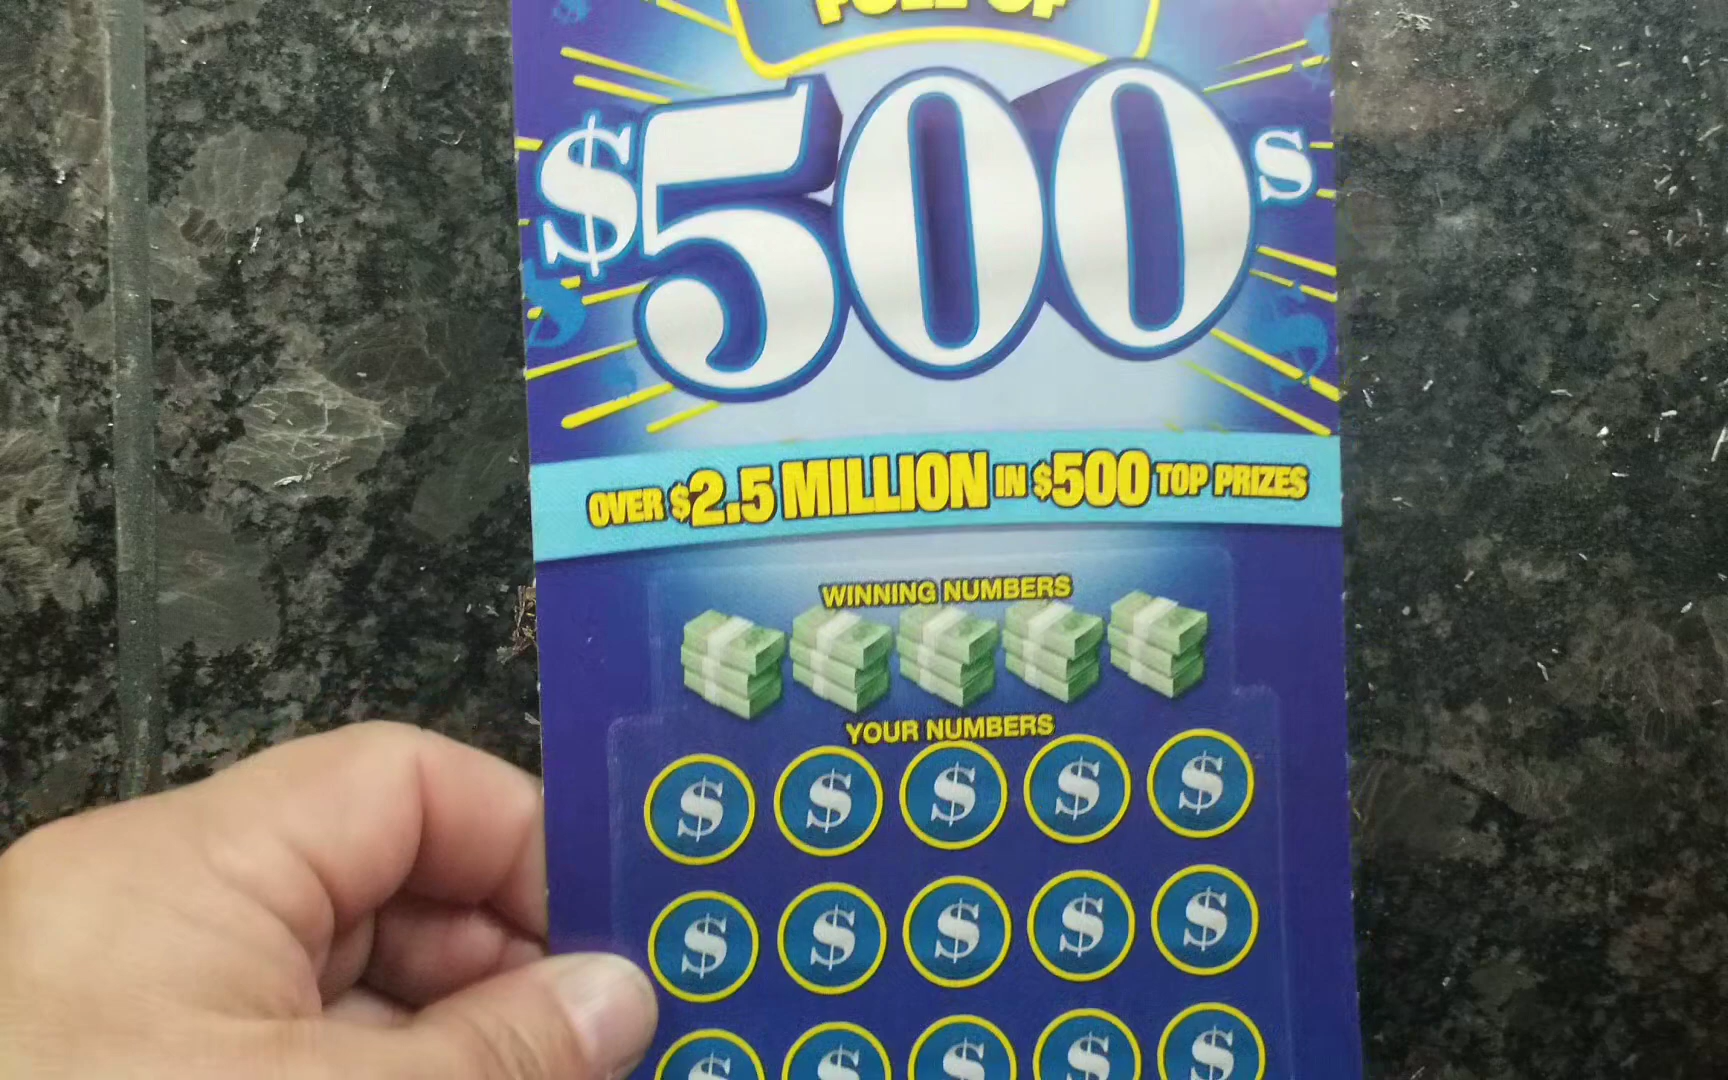 $500s
OVER $2.5 MILLION IN $500 TOP PRIZES
WINNING NUMBERS
YOUR NUMBERS
$ $ $ $ $
$ $ $ $ $
$ $ $ $ $